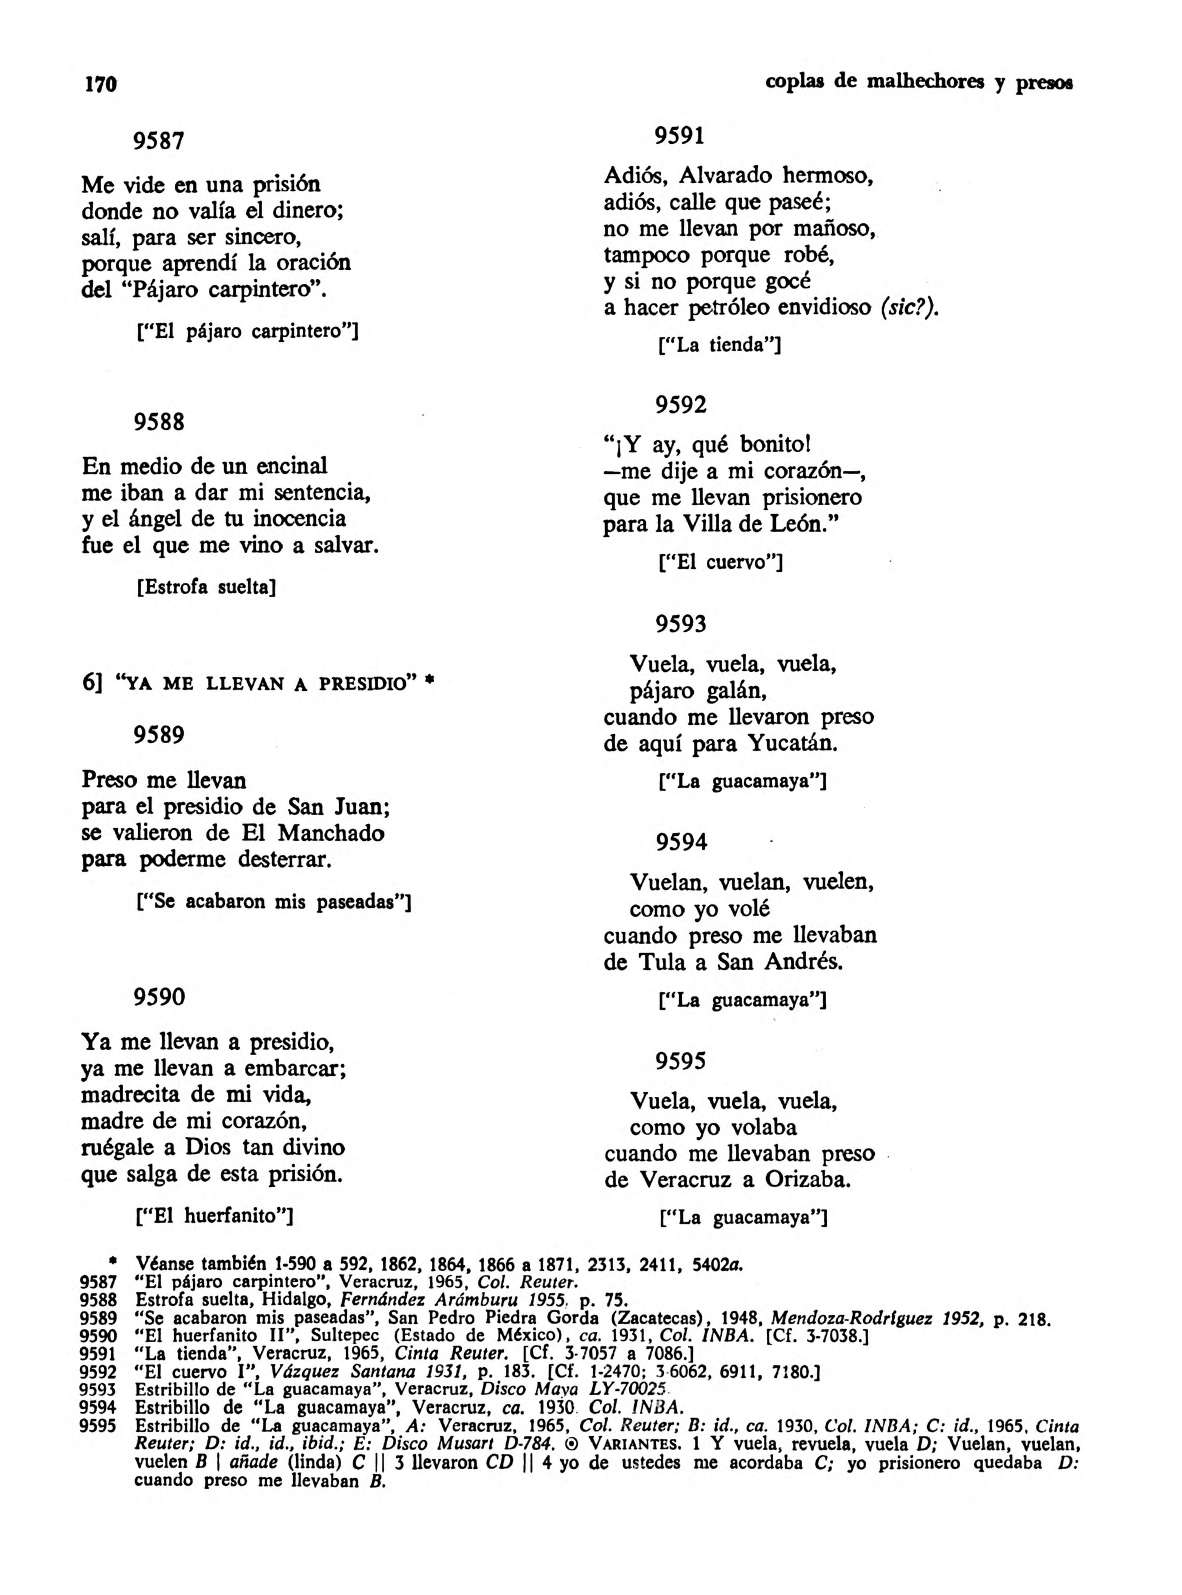 170
coplas de malhechores y presos
9587
Me vide en una prisión
donde no valía el dinero;
salí, para ser sincero,
porque aprendí la oración
del “Pájaro carpintero”.
[“El pájaro carpintero”]
9588
En medio de un encinal
me iban a dar mi sentencia,
y el ángel de tu inocencia
fue el que me vino a salvar.
[Estrofa suelta]
6] “YA ME LLEVAN A PRESIDIO” *
9589
Preso me llevan
para el presidio de San Juan;
se valieron de El Manchado
para poderme desterrar.
[“Se acabaron mis paseadas”]
9590
Ya me llevan a presidio,
ya me llevan a embarcar;
madrecita de mi vida,
madre de mi corazón,
ruégale a Dios tan divino
que salga de esta prisión.
[“El huerfanito”]
9591
Adiós, Alvarado hermoso,
adiós, calle que paseé;
no me llevan por mañoso,
tampoco porque robé,
y si no porque gocé
a hacer petróleo envidioso (sic?).
[“La tienda”]
9592
“¡Y ay, qué bonito!
—me dije a mi corazón—,
que me llevan prisionero
para la Villa de León.”
[“El cuervo”]
9593
Vuela, vuela, vuela,
pájaro galán,
cuando me llevaron preso
de aquí para Yucatán.
[“La guacamaya”]
9594
Vuelan, vuelan, vuelen,
como yo volé
cuando preso me llevaban
de Tula a San Andrés.
[“La guacamaya”]
9595
Vuela, vuela, vuela,
como yo volaba
cuando me llevaban preso
de Veracruz a Orizaba.
[“La guacamaya”]
* Véanse también 1-590 a 592, 1862, 1864, 1866 a 1871, 2313, 2411, 5402a.
9587 “El pájaro carpintero”, Veracruz, 1965, Col. Reuter.
9588 Estrofa suelta, Hidalgo, Fernández Arámburu 1955, p. 75.
9589 “Se acabaron mis paseadas”, San Pedro Piedra Gorda (Zacatecas), 1948, Mendoza-Rodríguez 1952, p. 218.
9590 “El huerfanito II”, Sultepec (Estado de México), ca. 1931, Col. INBA. [Cf. 3-7038.]
9591 “La tienda”, Veracruz, 1965, Cinta Reuter. [Cf. 3-7057 a 7086.]
9592 “El cuervo I”, Vázquez Santana 1931, p. 183. [Cf. 1-2470; 3-6062, 6911, 7180.]
9593 Estribillo de “La guacamaya”, Veracruz, Disco Maya LY-70025.
9594 Estribillo de “La guacamaya”, Veracruz, ca. 1930. Col. INBA.
9595 Estribillo de “La guacamaya”, A: Veracruz, 1965, Col. Reuter; B: id., ca. 1930, Col. INBA; C: id., 1965, Cinta
Reuter; D: id., id., ibid.; E: Disco Musart D-784. ⊙ VARIANTES. 1 Y vuela, revuela, vuela D; Vuelan, vuelan,
vuelen B | añade (linda) C || 3 llevaron CD || 4 yo de ustedes me acordaba C; yo prisionero quedaba D:
cuando preso me llevaban B.